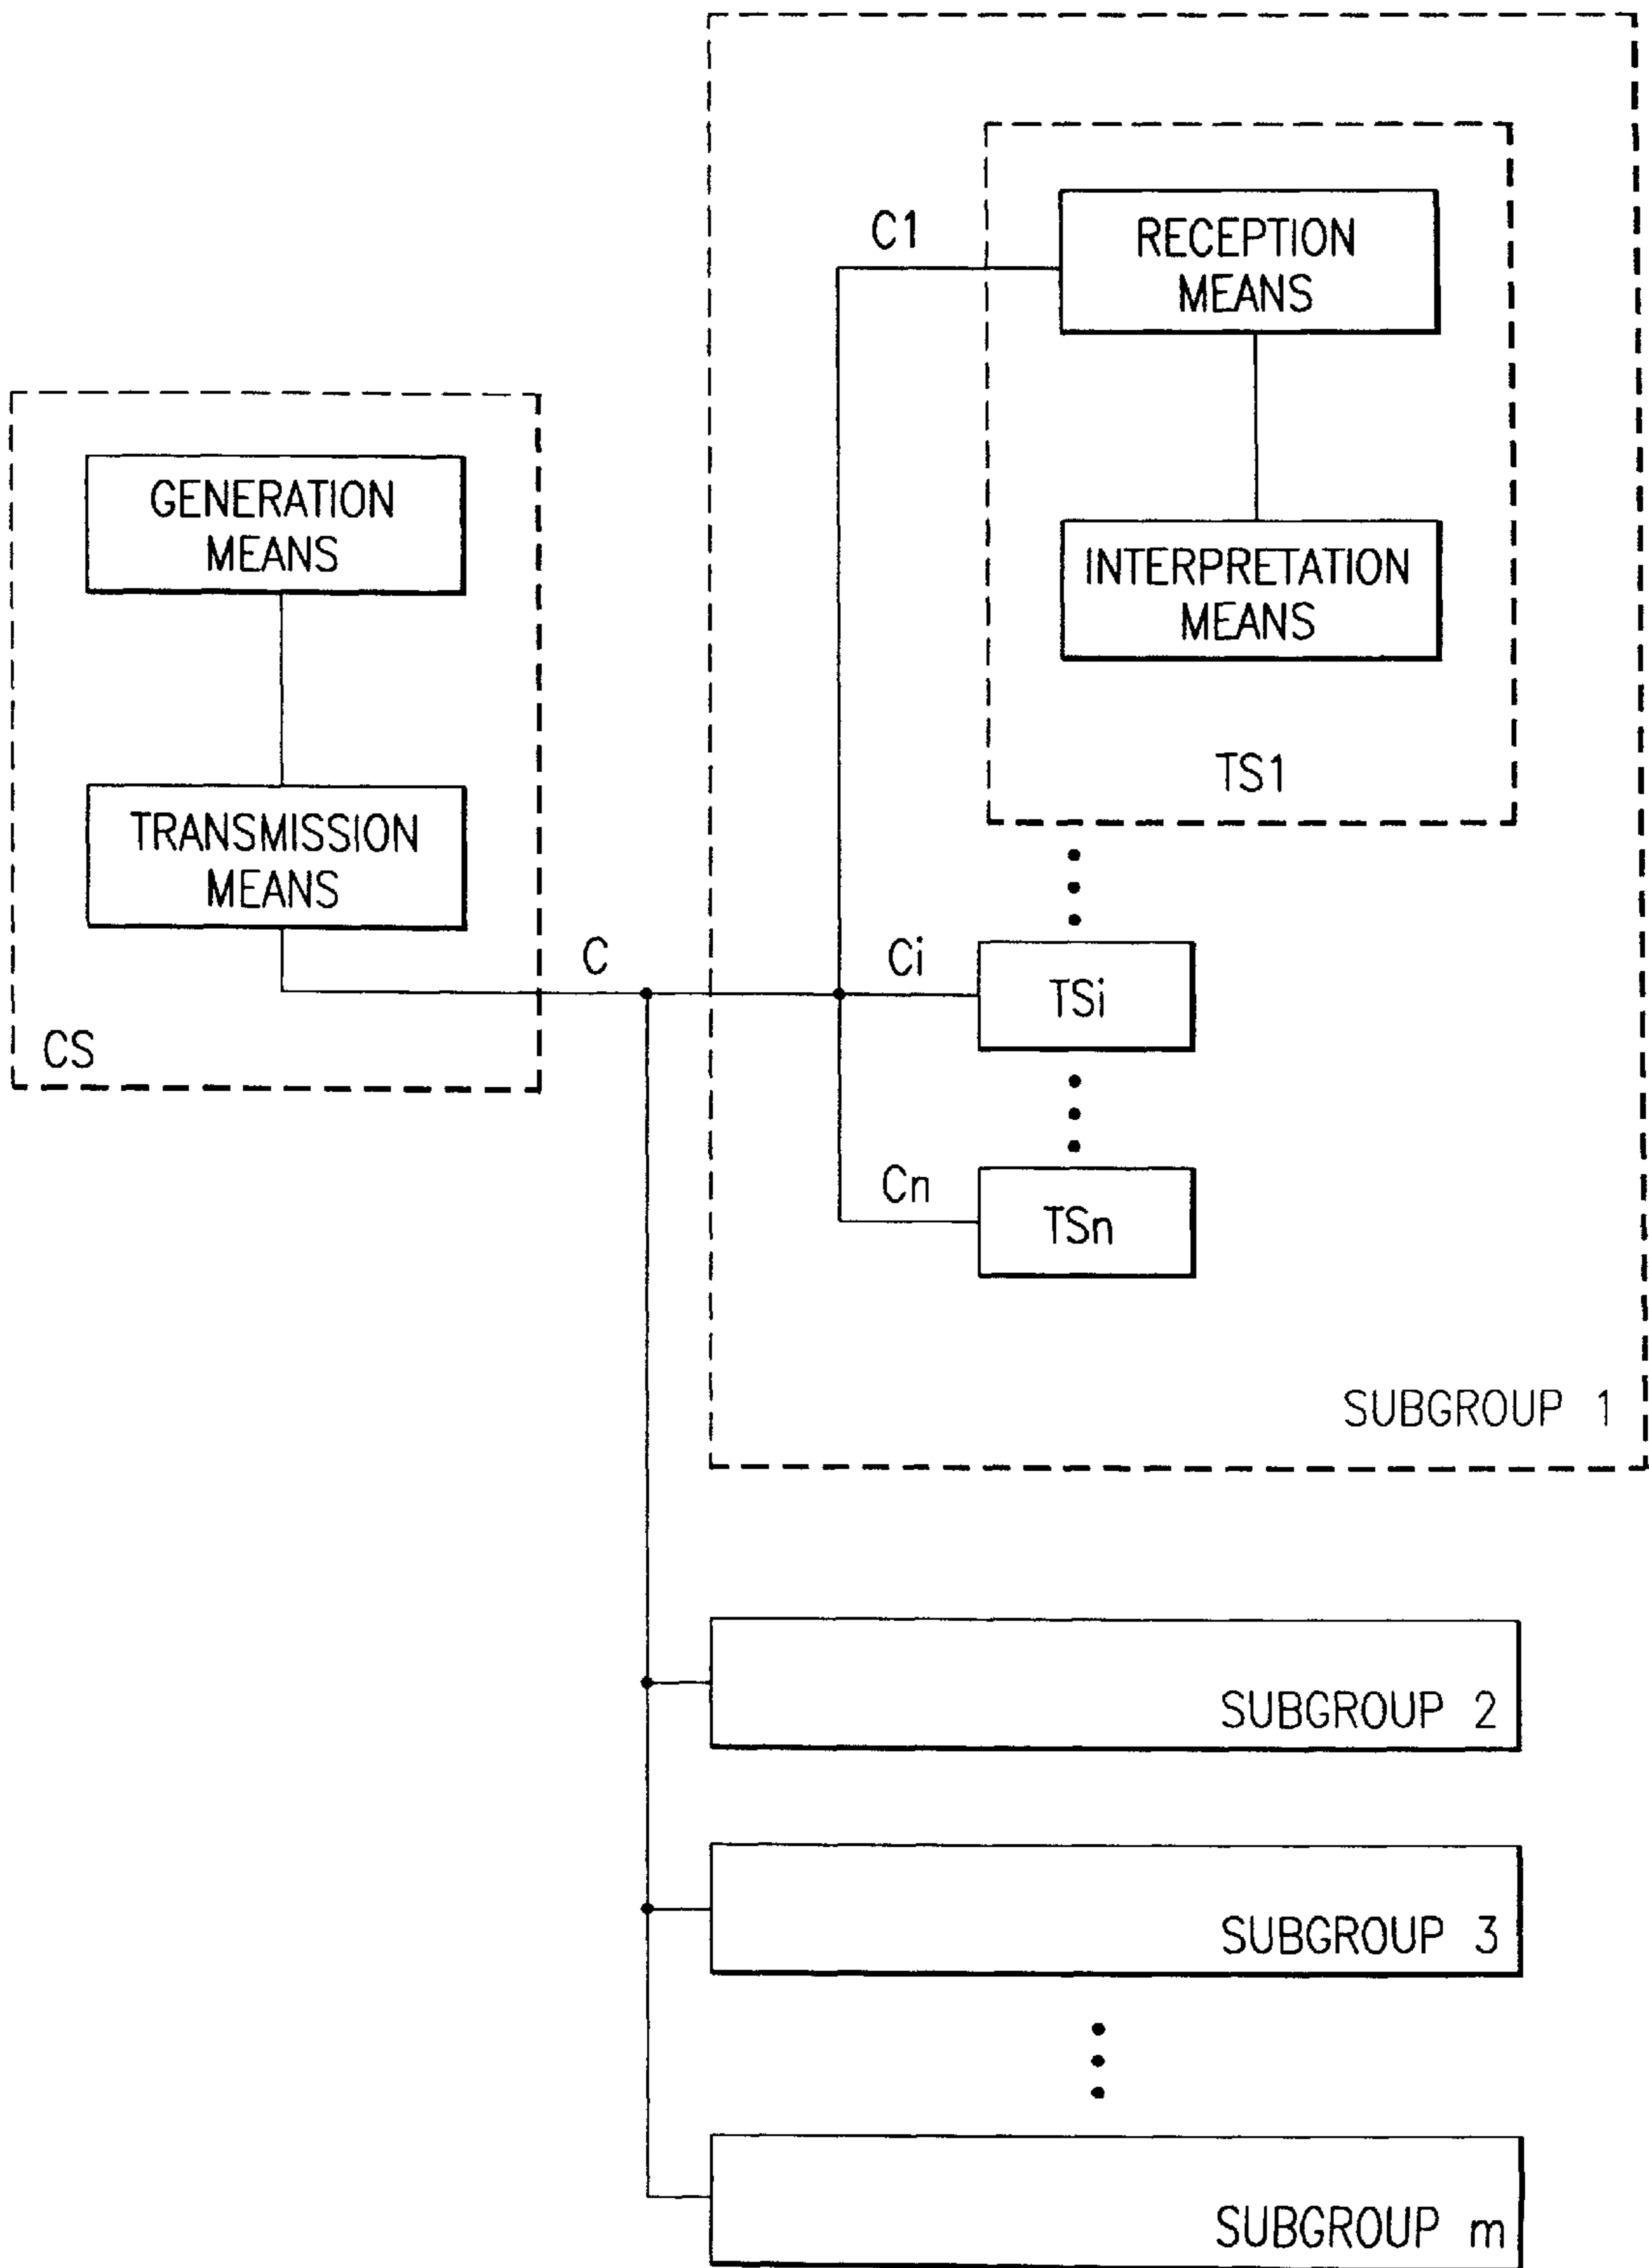 GENERATION
MEANS
TRANSMISSION
MEANS
CS
C
C1
RECEPTION
MEANS
INTERPRETATION
MEANS
TS1
Ci
TSi
Cn
TSn
SUBGROUP 1
SUBGROUP 2
SUBGROUP 3
SUBGROUP m